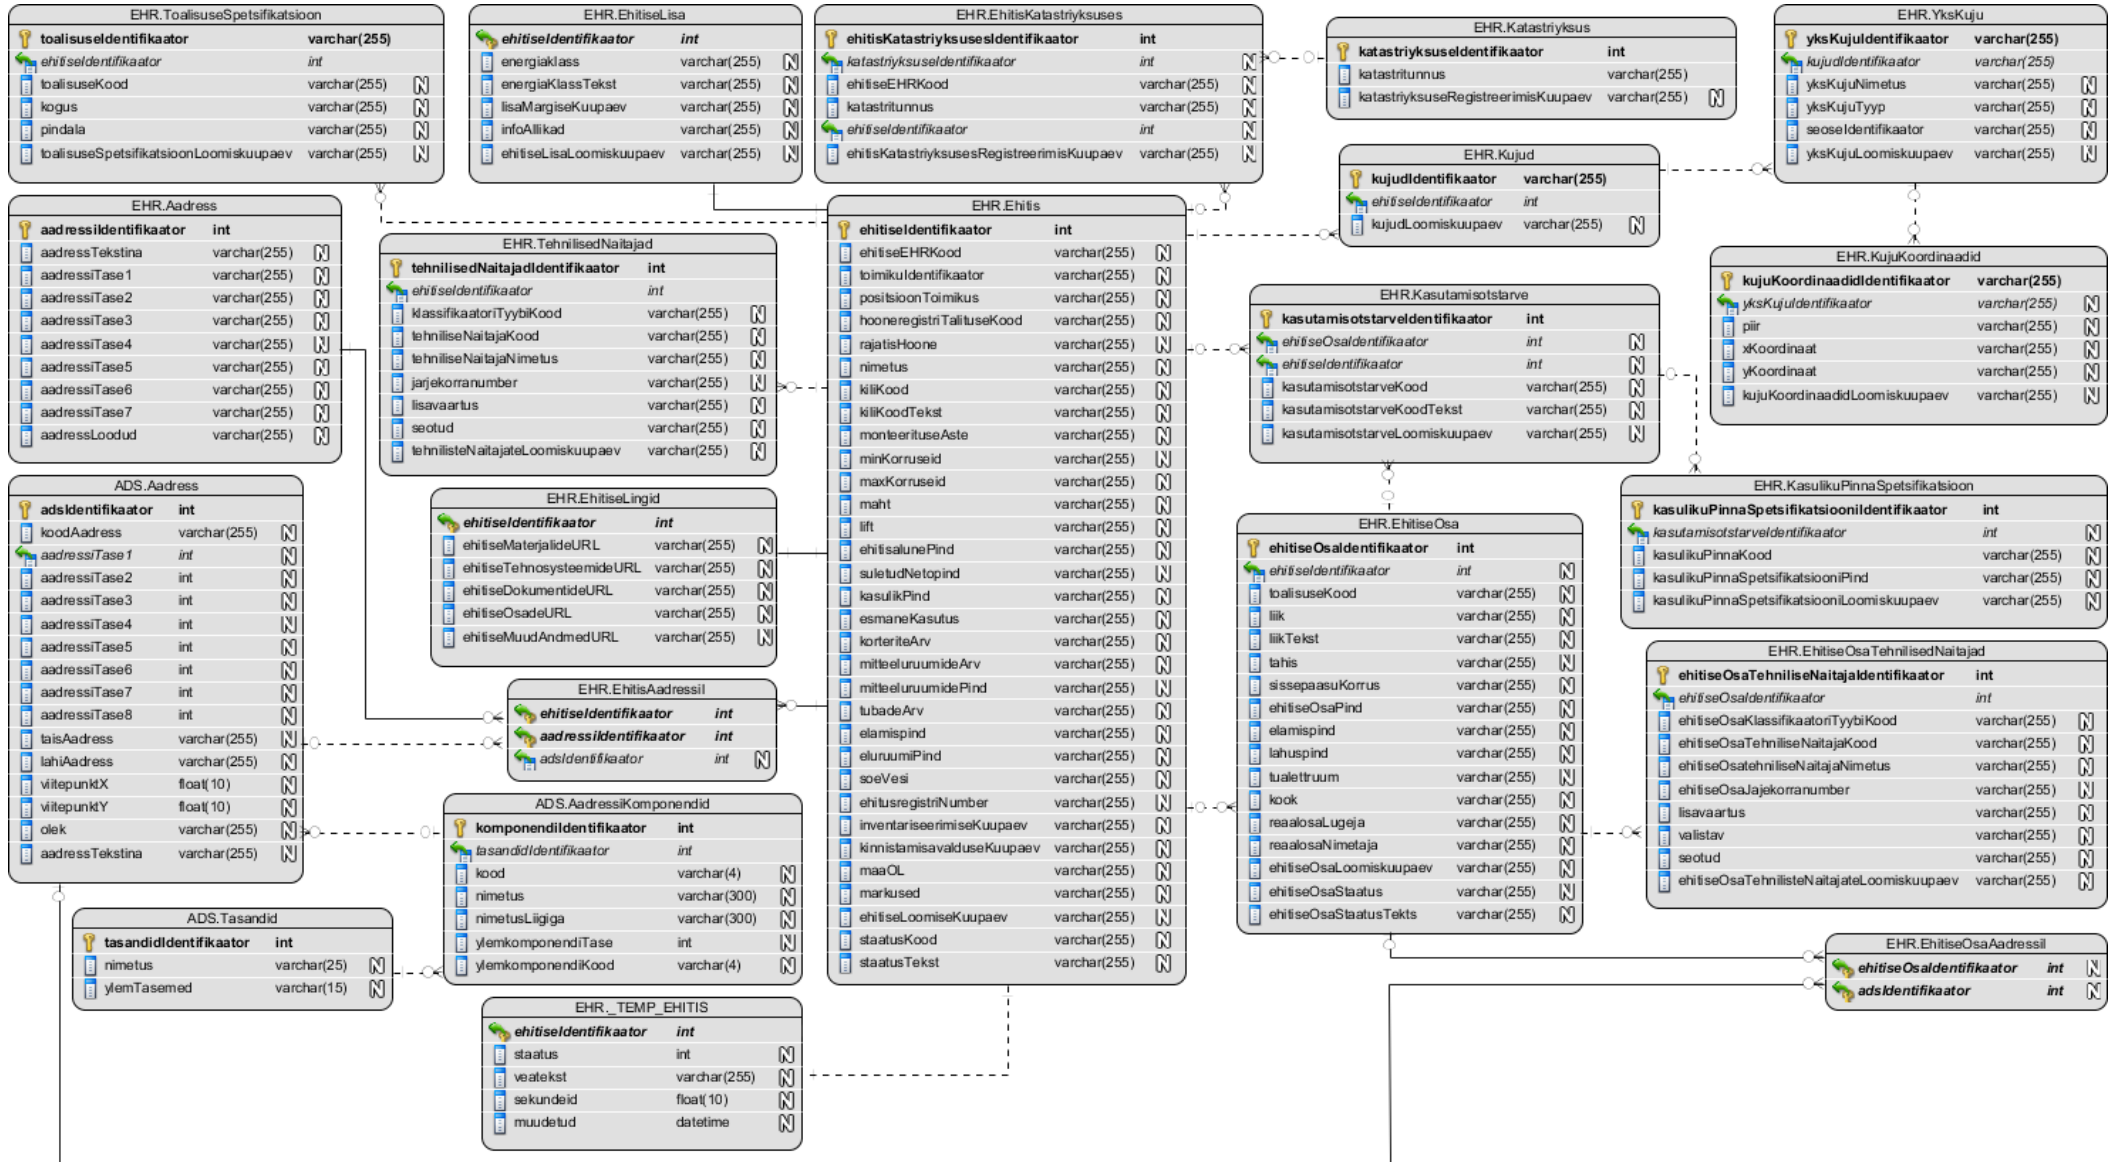 EHR.ToalisuseSpetsifikatsioon
toalisuseIdentifikaator varchar(255)
ehitiseIdentifikaator int
toalisuseKood varchar(255) N
kogus varchar(255) N
pindala varchar(255) N
toalisuseSpetsifikatsioonLoomiskuupaev varchar(255) N
EHR.EhitiseLisa
ehitiseIdentifikaator int
energiaklass varchar(255) N
energiaKlassTekst varchar(255) N
lisaMargiseKuupaev varchar(255) N
infoAllikad varchar(255) N
ehitiseLisaLoomiskuupaev varchar(255) N
EHR.EhitisKatastriyksuses
ehitisKatastriyksusesIdentifikaator int
katastriyksuseIdentifikaator int N
ehitiseEHRKood varchar(255) N
katastritunnus varchar(255) N
ehitiseIdentifikaator int N
ehitisKatastriyksusesRegistreerimisKuupaev varchar(255) N
EHR.Katastriyksus
katastriyksuseIdentifikaator int
katastritunnus varchar(255)
katastriyksuseRegistreerimisKuupaev varchar(255) N
EHR.YksKuju
yksKujuIdentifikaator varchar(255)
kujudIdentifikaator varchar(255)
yksKujuNimetus varchar(255) N
yksKujuTyyp varchar(255) N
seoseIdentifikaator varchar(255) N
yksKujuLoomiskuupaev varchar(255) N
EHR.Kujud
kujudIdentifikaator varchar(255)
ehitiseIdentifikaator int
kujudLoomiskuupaev varchar(255) N
EHR.Aadress
aadressiIdentifikaator int
aadressTekstina varchar(255) N
aadressiTase1 varchar(255) N
aadressiTase2 varchar(255) N
aadressiTase3 varchar(255) N
aadressiTase4 varchar(255) N
aadressiTase5 varchar(255) N
aadressiTase6 varchar(255) N
aadressiTase7 varchar(255) N
aadressLoodud varchar(255) N
EHR.TehnilisedNaitajad
tehnilisedNaitajadIdentifikaator int
ehitiseIdentifikaator int
klassifikaatoriTyybiKood varchar(255) N
tehniliseNaitajaKood varchar(255) N
tehniliseNaitajaNimetus varchar(255) N
jarjekorranumber varchar(255) N
lisavaartus varchar(255) N
seotud varchar(255) N
tehnilisteNaitajateLoomiskuupaev varchar(255) N
EHR.Ehitis
ehitiseIdentifikaator int
ehitiseEHRKood varchar(255) N
toimikuIdentifikaator varchar(255) N
positsioonToimikus varchar(255) N
hooneregistriTalituseKood varchar(255) N
rajatisHoone varchar(255) N
nimetus varchar(255) N
kiliKood varchar(255) N
kiliKoodTekst varchar(255) N
monteerituseAste varchar(255) N
minKorruseid varchar(255) N
maxKorruseid varchar(255) N
maht varchar(255) N
lift varchar(255) N
ehitisalunePind varchar(255) N
suletudNetopind varchar(255) N
kasulikPind varchar(255) N
esmaneKasutus varchar(255) N
korteriteArv varchar(255) N
mitteeluruumideArv varchar(255) N
mitteeluruumidePind varchar(255) N
tubadeArv varchar(255) N
elamispind varchar(255) N
eluruumiPind varchar(255) N
soeVesi varchar(255) N
ehitusregistriNumber varchar(255) N
inventariseerimiseKuupaev varchar(255) N
kinnistamisavalduseKuupaev varchar(255) N
maaOL varchar(255) N
markused varchar(255) N
ehitiseLoomiseKuupaev varchar(255) N
staatusKood varchar(255) N
staatusTekst varchar(255) N
EHR.KujuKoordinaadid
kujuKoordinaadidIdentifikaator varchar(255)
yksKujuIdentifikaator varchar(255) N
piir varchar(255) N
xKoordinaat varchar(255) N
yKoordinaat varchar(255) N
kujuKoordinaadidLoomiskuupaev varchar(255) N
EHR.Kasutamisotstarve
kasutamisotstarveIdentifikaator int
ehitiseOsaIdentifikaator int N
ehitiseIdentifikaator int N
kasutamisotstarveKood varchar(255) N
kasutamisotstarveKoodTekst varchar(255) N
kasutamisotstarveLoomiskuupaev varchar(255) N
ADS.Aadress
adsIdentifikaator int
koodAadress varchar(255) N
aadressiTase1 int N
aadressiTase2 int N
aadressiTase3 int N
aadressiTase4 int N
aadressiTase5 int N
aadressiTase6 int N
aadressiTase7 int N
aadressiTase8 int N
taisAadress varchar(255) N
lahiAadress varchar(255) N
viitepunktX float(10) N
viitepunktY float(10) N
olek varchar(255) N
aadressTekstina varchar(255) N
EHR.EhitiseLingid
ehitiseIdentifikaator int
ehitiseMaterjalideURL varchar(255) N
ehitiseTehnosysteemideURL varchar(255) N
ehitiseDokumentideURL varchar(255) N
ehitiseOsadeURL varchar(255) N
ehitiseMuudAndmedURL varchar(255) N
EHR.KasulikuPinnaSpetsifikatsioon
kasulikuPinnaSpetsifikatsiooniIdentifikaator int
kasutamisotstarveIdentifikaator int N
kasulikuPinnaKood varchar(255) N
kasulikuPinnaSpetsifikatsiooniPind varchar(255) N
kasulikuPinnaSpetsifikatsiooniLoomiskuupaev varchar(255) N
EHR.EhitiseOsa
ehitiseOsaIdentifikaator int
ehitiseIdentifikaator int N
toalisuseKood varchar(255) N
liik varchar(255) N
liikTekst varchar(255) N
tahis varchar(255) N
sissepaasuKorrus varchar(255) N
ehitiseOsaPind varchar(255) N
elamispind varchar(255) N
lahuspind varchar(255) N
tualettruum varchar(255) N
kook varchar(255) N
reaalosaLugeja varchar(255) N
reaalosaNimetaja varchar(255) N
ehitiseOsaLoomiskuupaev varchar(255) N
ehitiseOsaStaatus varchar(255) N
ehitiseOsaStaatusTekts varchar(255) N
EHR.EhitiseOsaTehnilisedNaitajad
ehitiseOsaTehniliseNaitajaIdentifikaator int
ehitiseOsaIdentifikaator int
ehitiseOsaKlassifikaatoriTyybiKood varchar(255) N
ehitiseOsaTehniliseNaitajaKood varchar(255) N
ehitiseOsatehniliseNaitajaNimetus varchar(255) N
ehitiseOsaJajekorranumber varchar(255) N
lisavaartus varchar(255) N
valistav varchar(255) N
seotud varchar(255) N
ehitiseOsaTehnilisteNaitajateLoomiskuupaev varchar(255) N
EHR.EhitisAadressil
ehitiseIdentifikaator int
aadressiIdentifikaator int
adsIdentifikaator int N
ADS.AadressiKomponendid
komponendiIdentifikaator int
tasandidIdentifikaator int
kood varchar(4) N
nimetus varchar(300) N
nimetusLiigiga varchar(300) N
ylemkomponendiTase int N
ylemkomponendiKood varchar(4) N
ADS.Tasandid
tasandidIdentifikaator int
nimetus varchar(25) N
ylemTasemed varchar(15) N
EHR.EhitiseOsaAadressil
ehitiseOsaIdentifikaator int N
adsIdentifikaator int N
EHR._TEMP_EHITIS
ehitiseIdentifikaator int
staatus int N
veatekst varchar(255) N
sekundeid float(10) N
muudetud datetime N